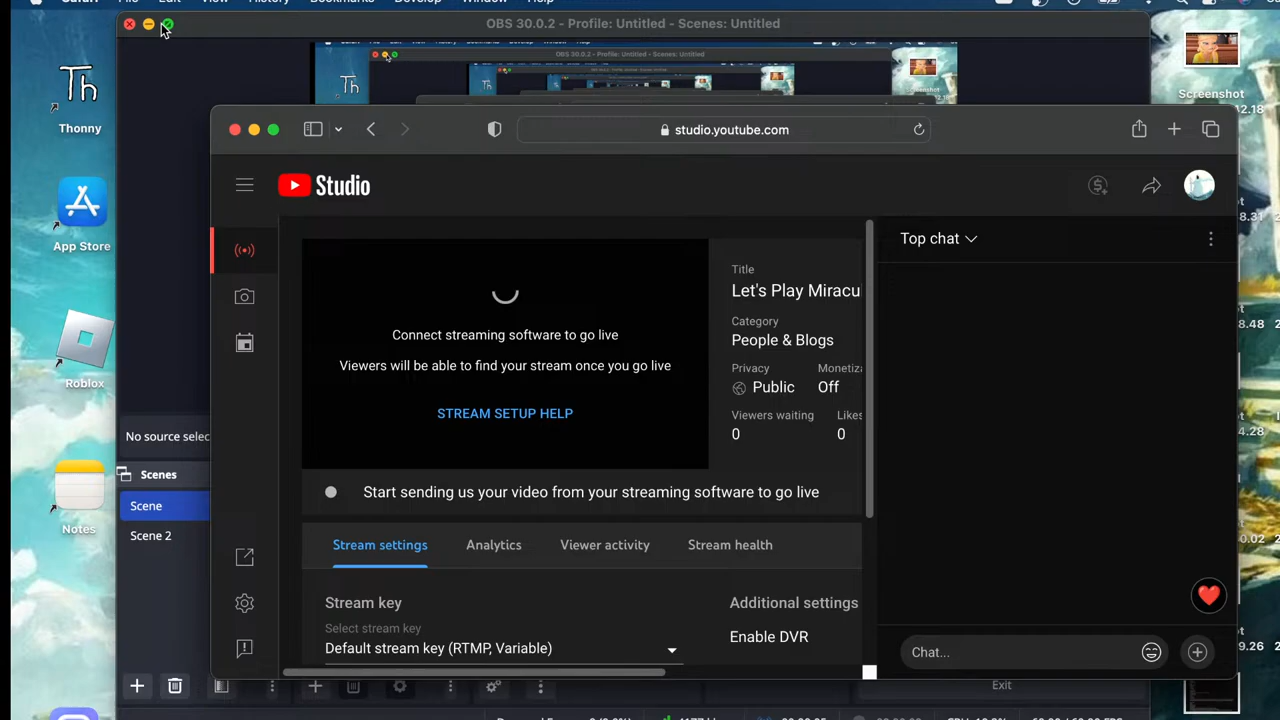 OBS 30.0.2 - Profile: Untitled - Scenes: Untitled
Thonny
App Store
Roblox
Notes
Screenshot
studio.youtube.com
Studio
Top chat
Connect streaming software to go live
Viewers will be able to find your stream once you go live
STREAM SETUP HELP
Title
Let's Play Miracu
Category
People & Blogs
Privacy
Monetiza
Public
Off
Viewers waiting
Likes
0
0
Start sending us your video from your streaming software to go live
Stream settings
Analytics
Viewer activity
Stream health
Stream key
Select stream key
Default stream key (RTMP, Variable)
Additional settings
Enable DVR
Chat...
No source selec
Scenes
Scene
Scene 2
Exit